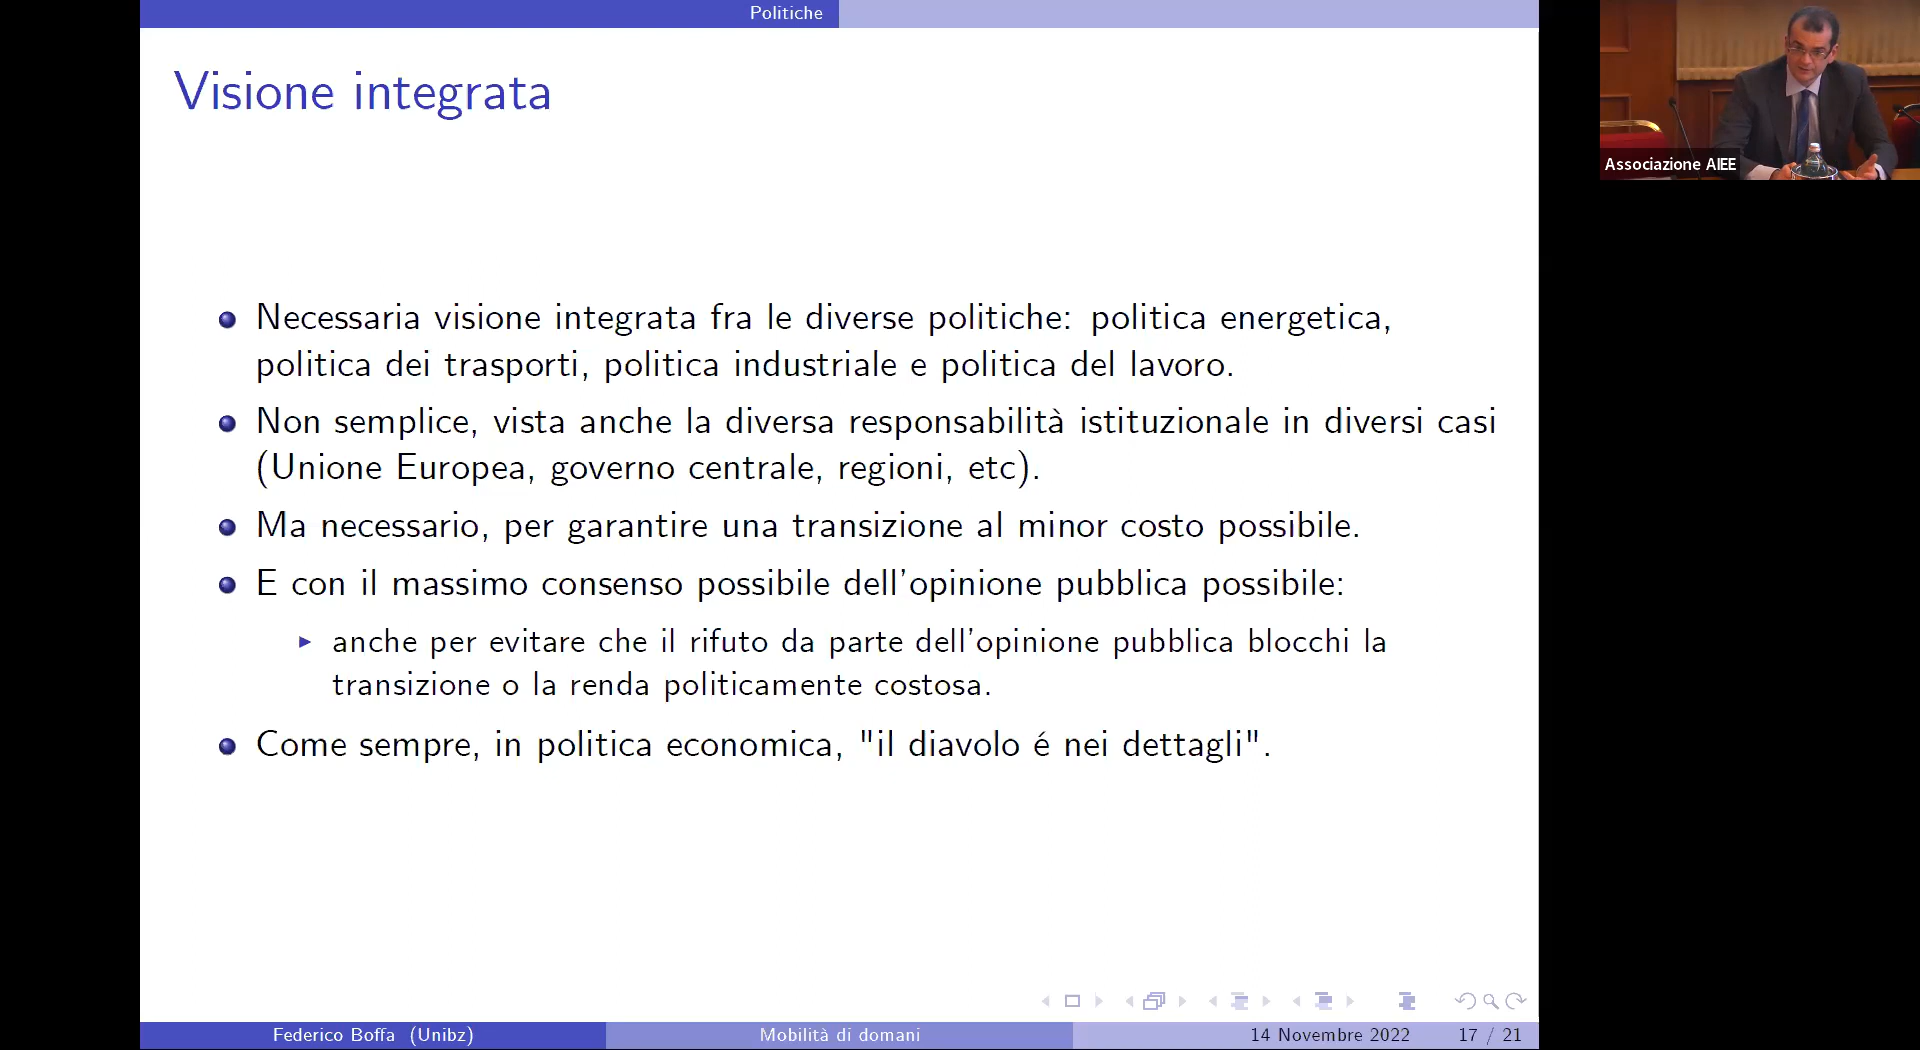 Politiche
Visione integrata
Necessaria visione integrata fra le diverse politiche: politica energetica,
politica dei trasporti, politica industriale e politica del lavoro.
Non semplice, vista anche la diversa responsabilità istituzionale in diversi casi
(Unione Europea, governo centrale, regioni, etc).
Ma necessario, per garantire una transizione al minor costo possibile.
E con il massimo consenso possibile dell'opinione pubblica possibile:
anche per evitare che il rifuto da parte dell'opinione pubblica blocchi la
transizione o la renda politicamente costosa.
Come sempre, in politica economica, "il diavolo é nei dettagli".
Federico Boffa (Unibz)
Mobilità di domani
14 Novembre 2022
17 / 21
Associazione AIEE